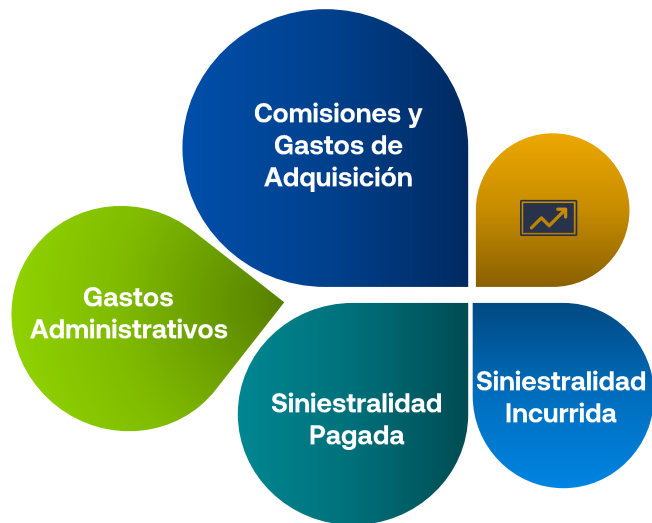 Comisiones y
Gastos de
Adquisición
Gastos
Administrativos
Siniestralidad
Pagada
Siniestralidad
Incurrida